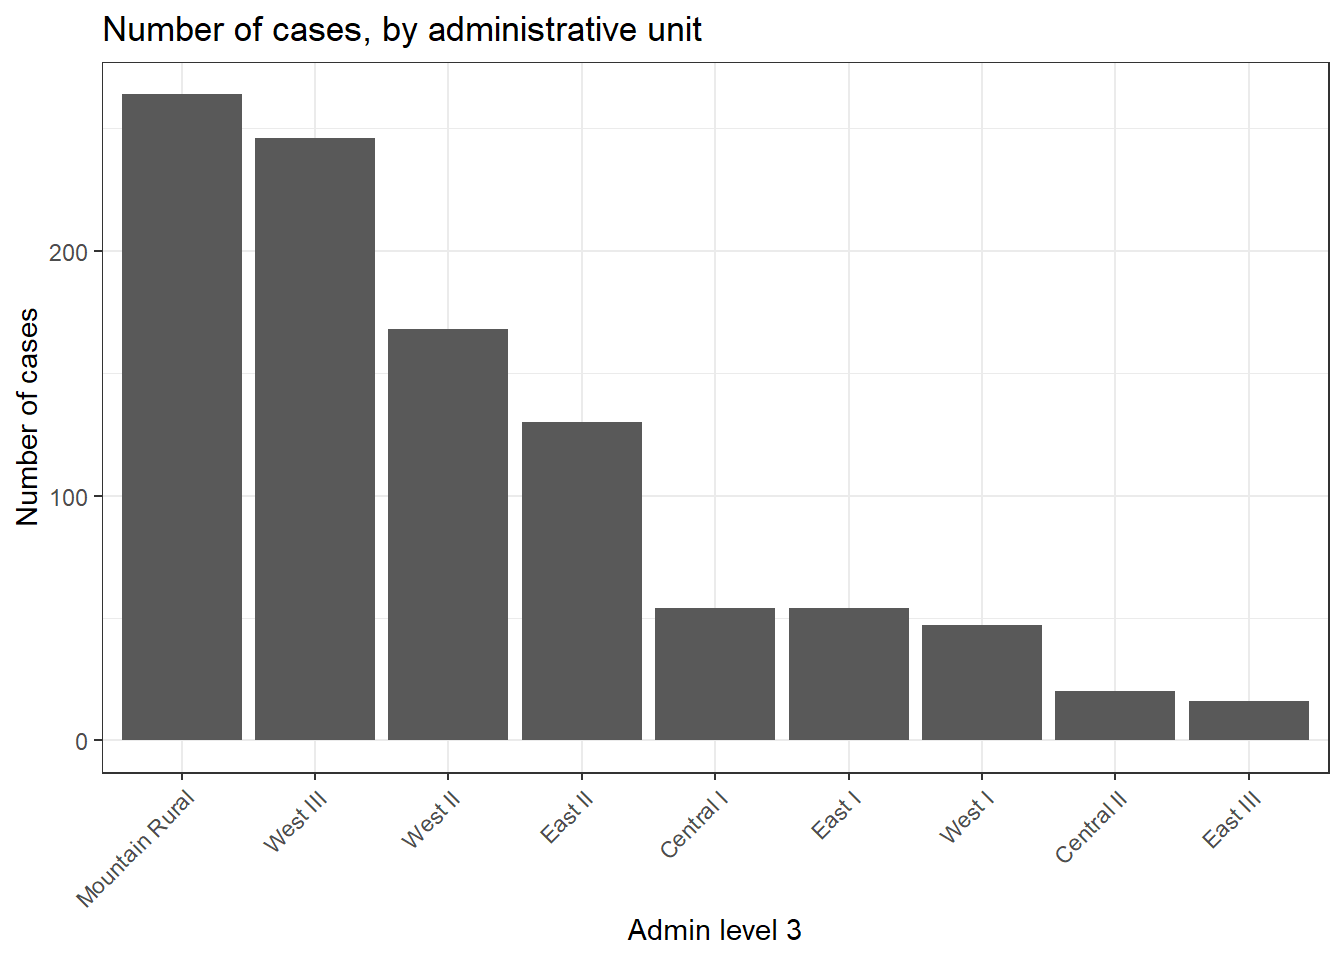 Number of cases, by administrative unit
Number of cases
200
100
0
Mountain Rural
West III
West II
East II
Central I
East I
West I
Central II
East III
Admin level 3